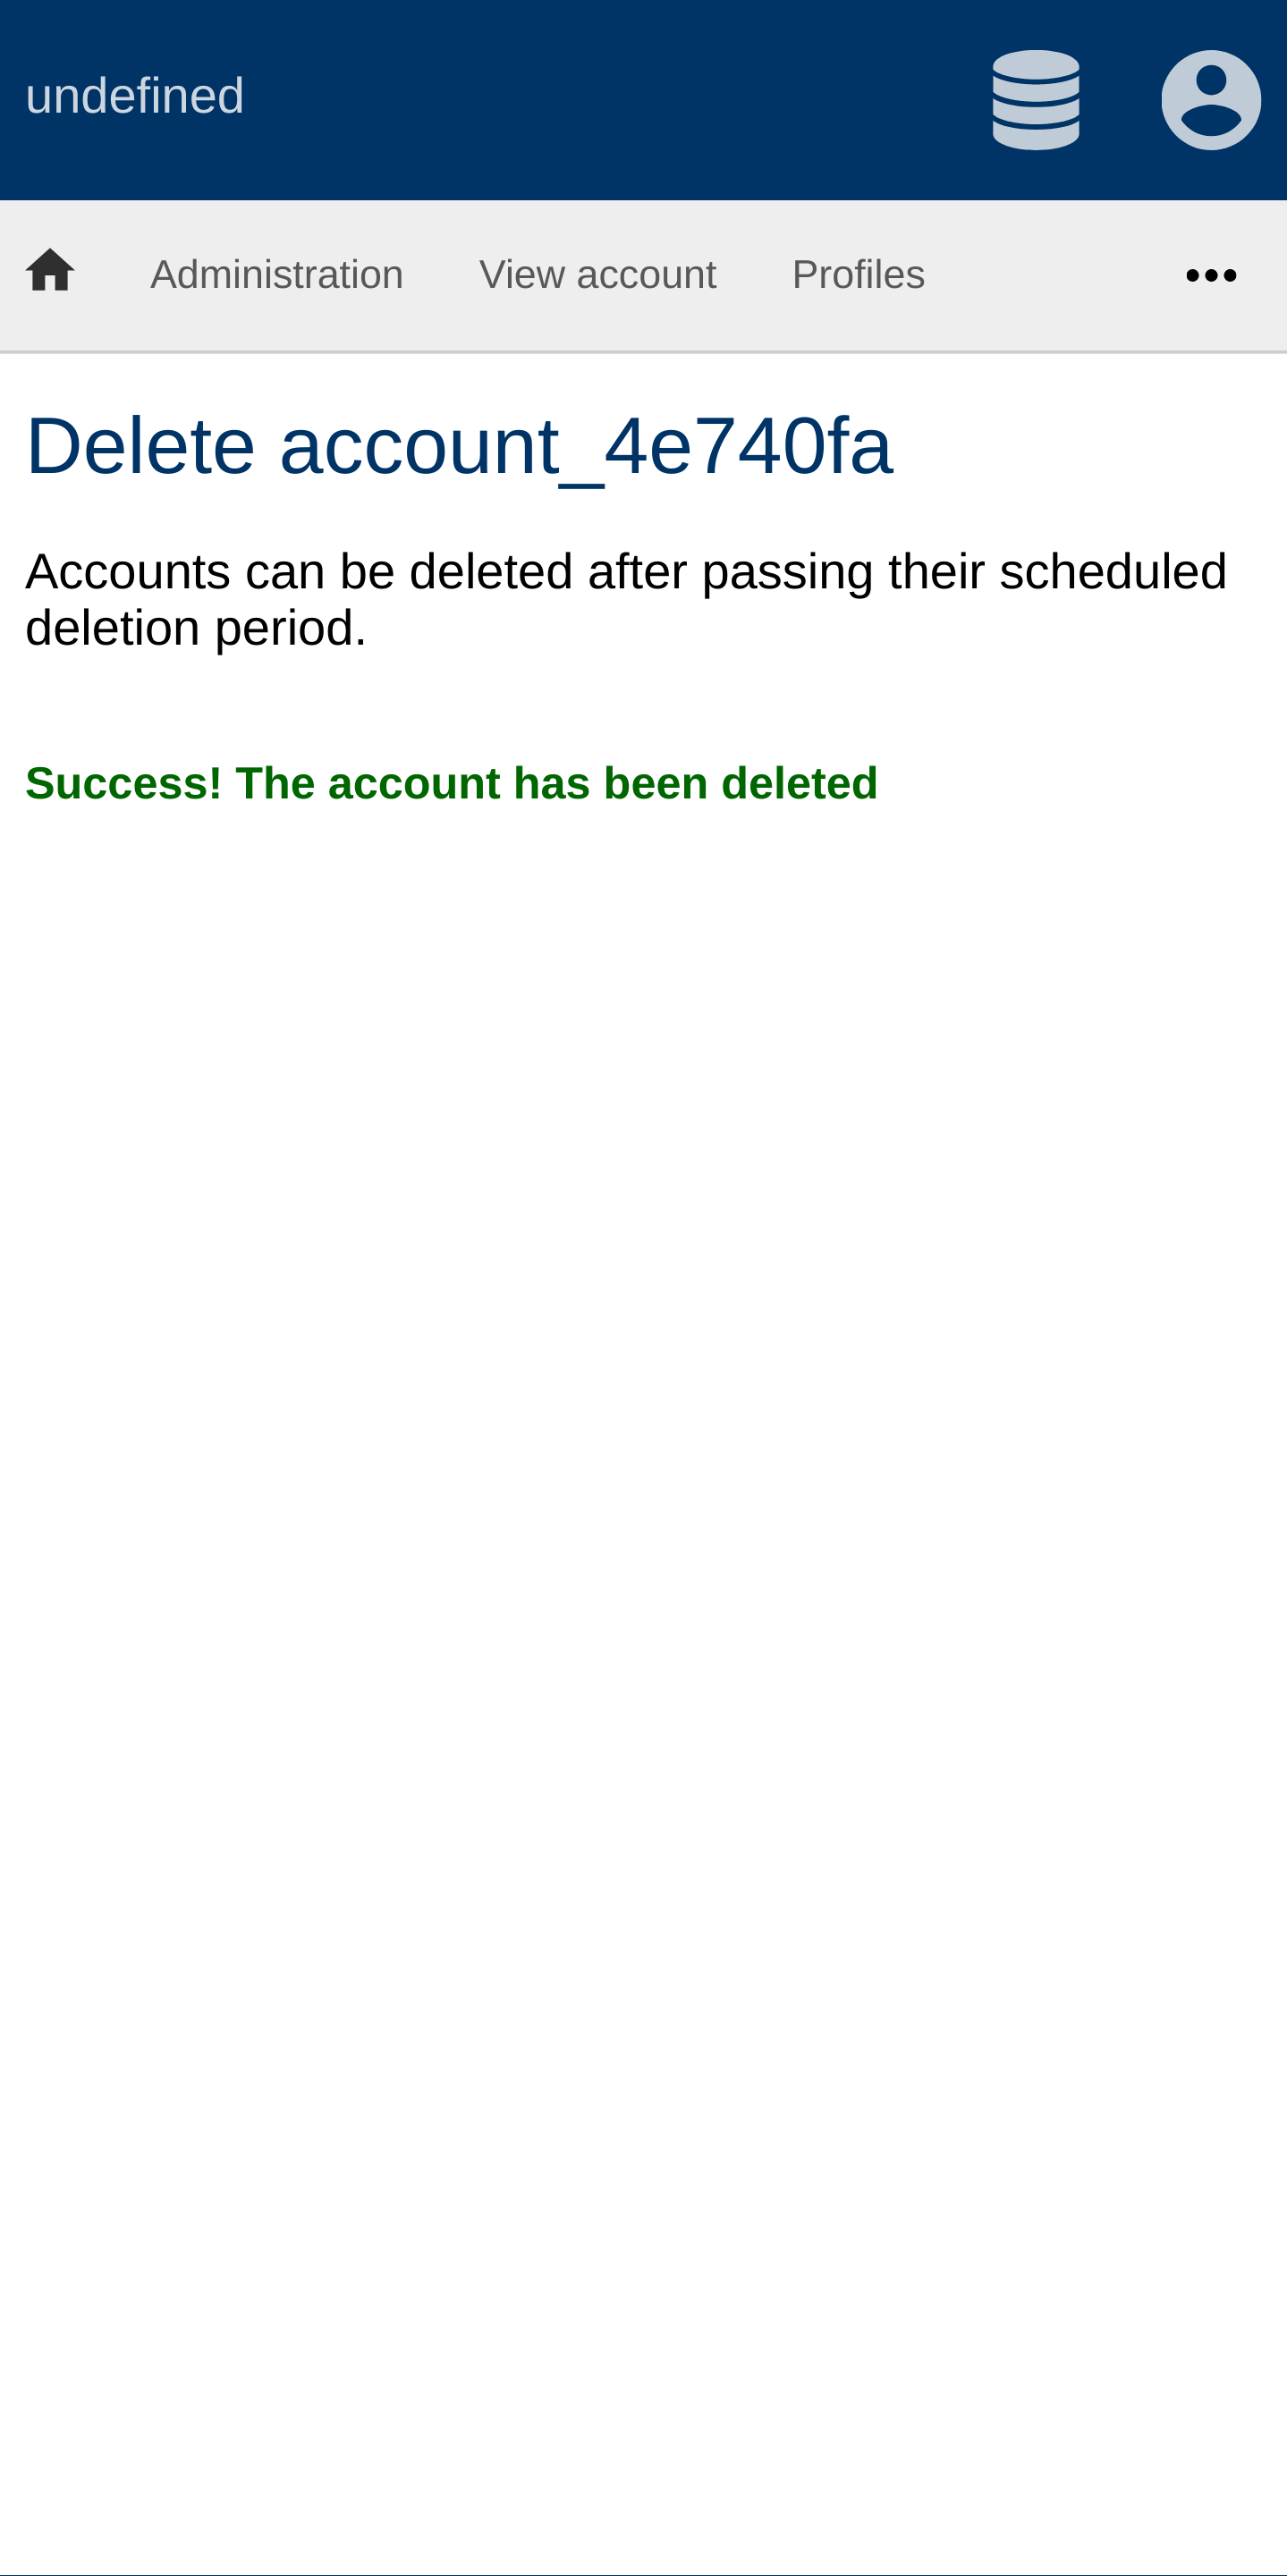 undefined
Administration View account Profiles
Delete account_4e740fa
Accounts can be deleted after passing their scheduled
deletion period.
Success! The account has been deleted